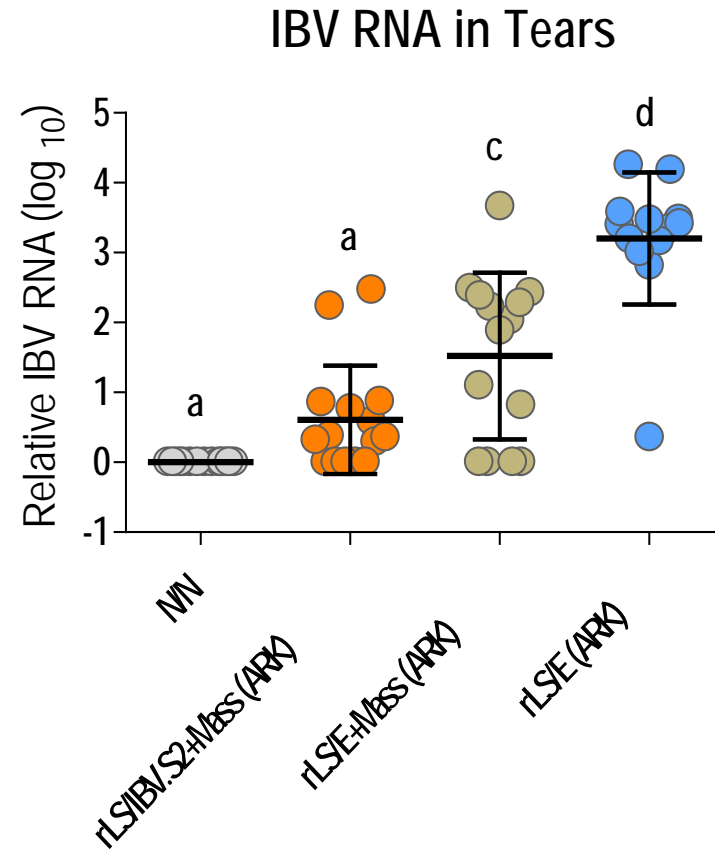 IBV RNA in Tears
Relative IBV RNA (log 10)
5
4
3
2
1
0
-1
a
a
c
d
N/N
rLS/IBV.S2+Mass (ARK)
rLS/E+Mass (ARK)
rLS/E (ARK)